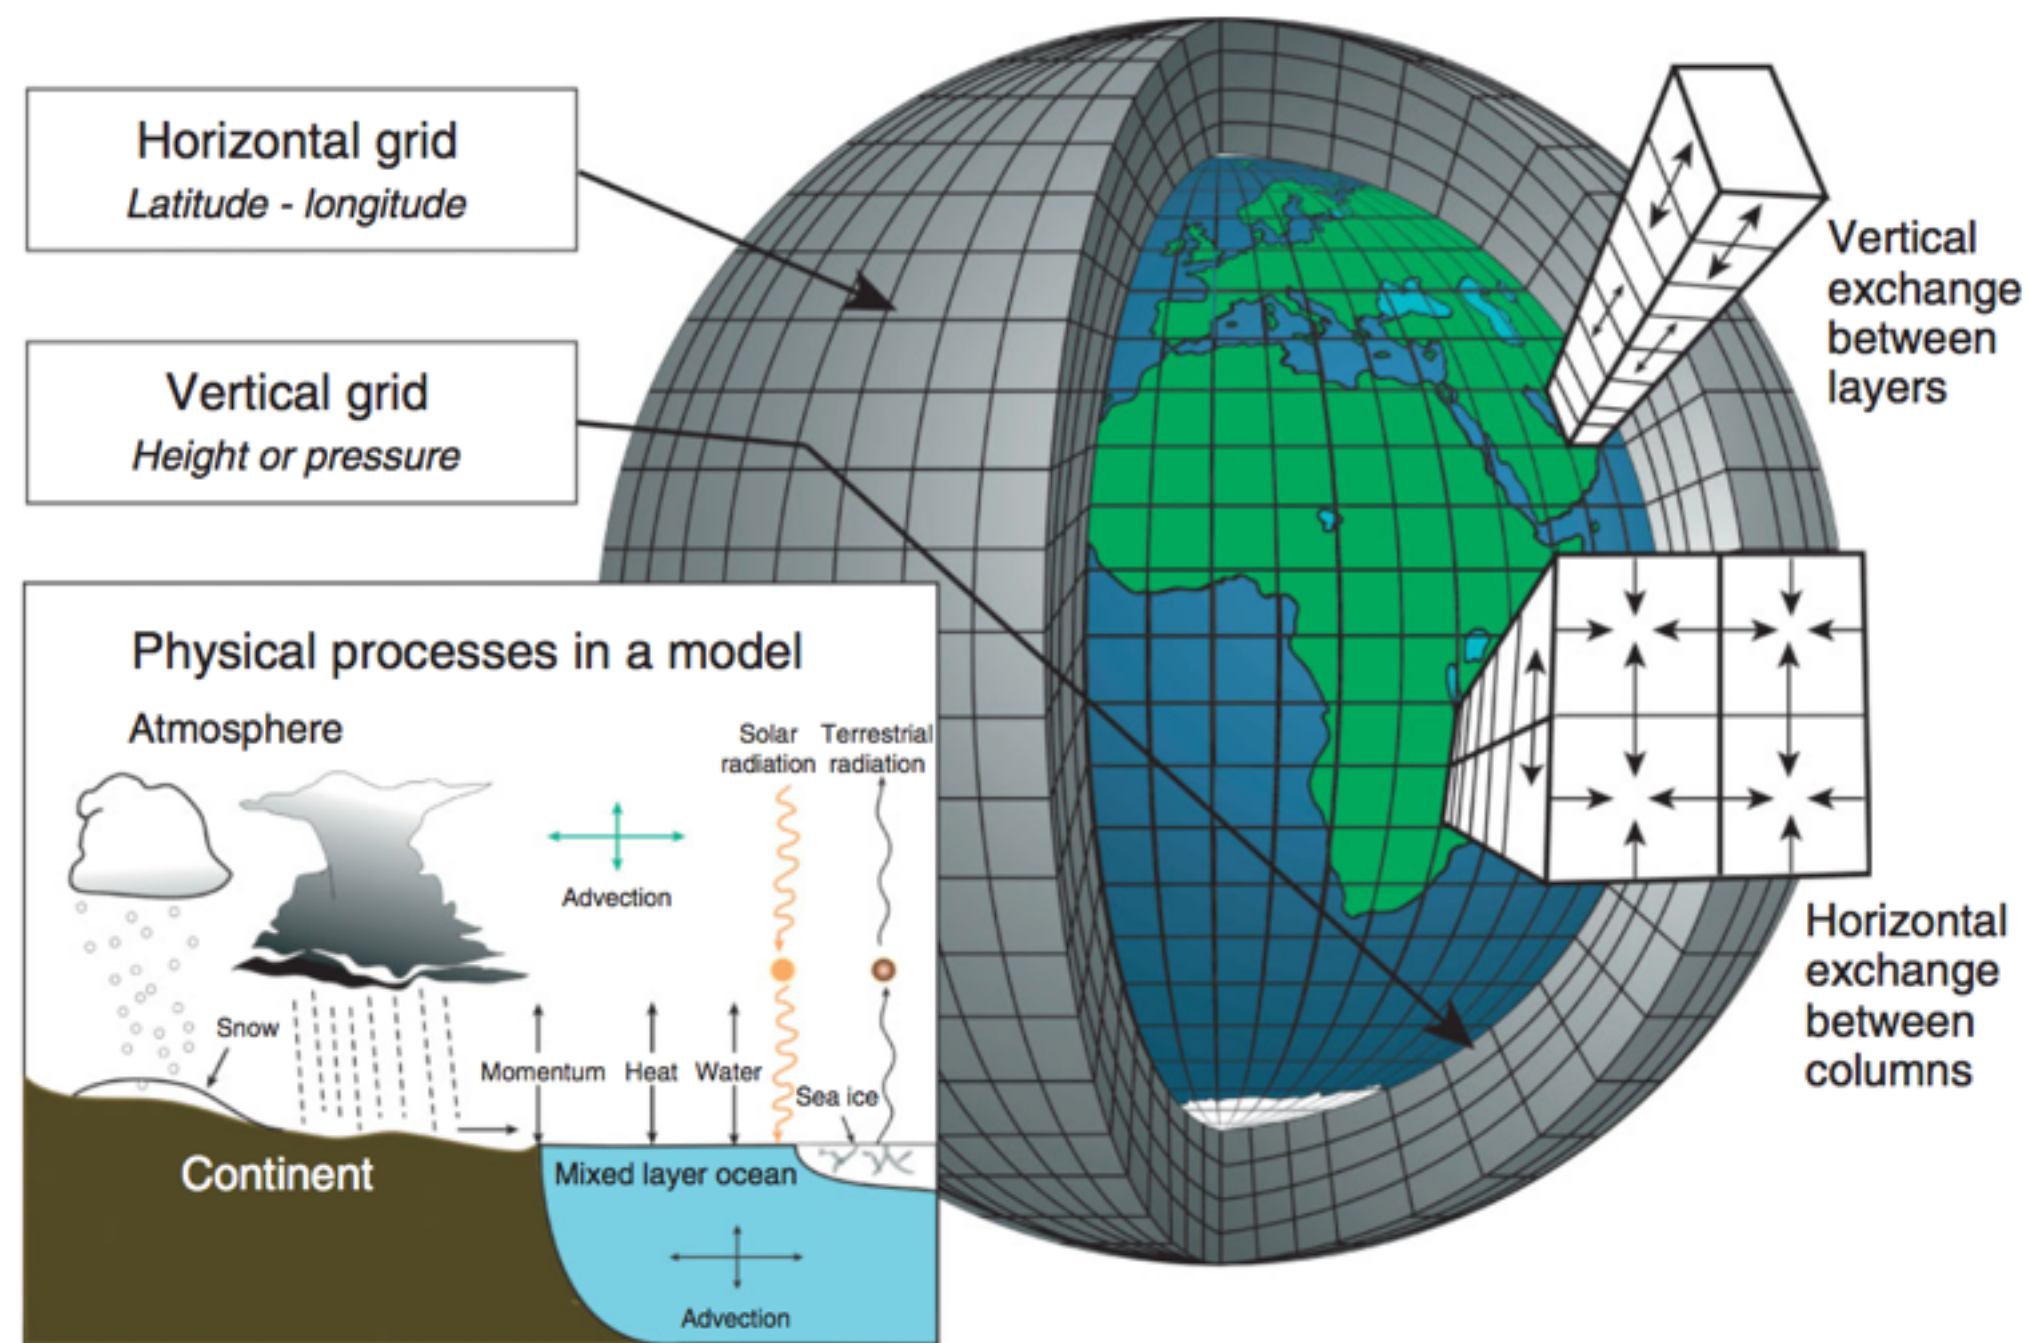 Horizontal grid
Latitude - longitude
Vertical grid
Height or pressure
Vertical
exchange
between
layers
Horizontal
exchange
between
columns
Physical processes in a model
Atmosphere
Solar
radiation
Terrestrial
radiation
Advection
Snow
Momentum
Heat
Water
Sea ice
Continent
Mixed layer ocean
Advection